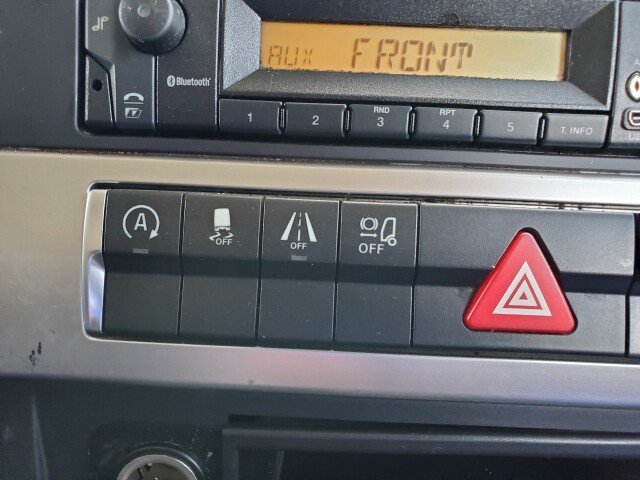 AUX FRONT
Bluetooth
1
2
RND
3
RPT
4
5
T. INFO
A
OFF
OFF
OFF